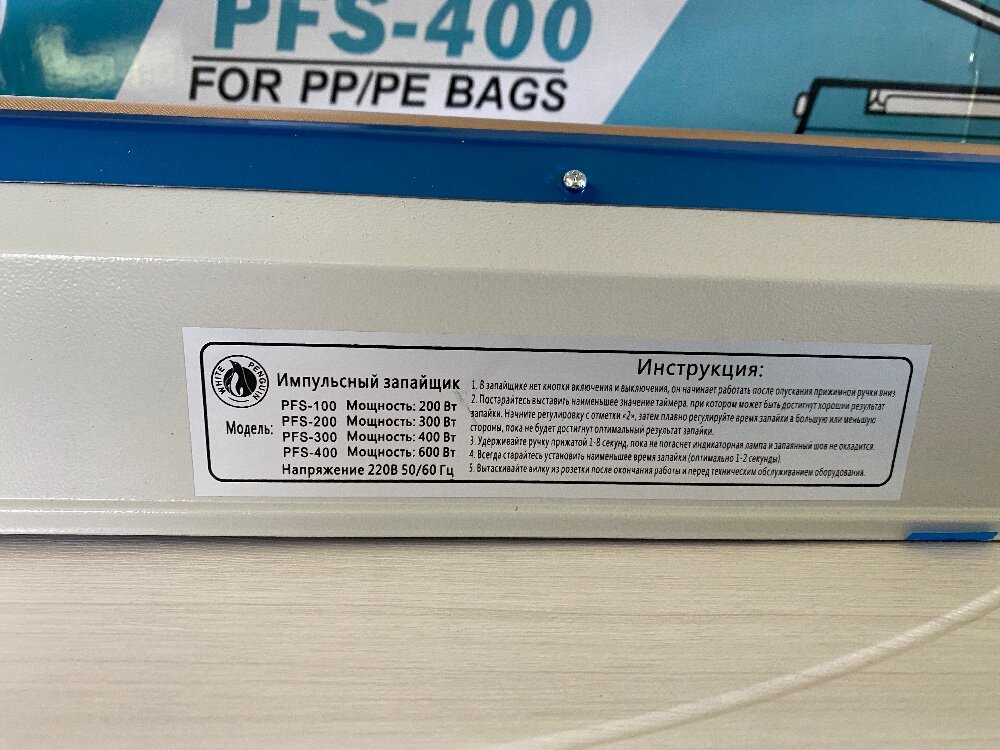 PFS-400
FOR PP/PE BAGS
WHITE PENGUIN
Импульсный запайщик
Модель:
PFS-100 Мощность: 200 Вт
PFS-200 Мощность: 300 Вт
PFS-300 Мощность: 400 Вт
PFS-400 Мощность: 600 Вт
Напряжение 220В 50/60 Гц
Инструкция:
1. В запайщике нет кнопки включения и выключения, он начинает работать после опускания прижимной ручки вниз
2. Постарайтесь выставить наименьшее значение таймера, при котором может быть достигнут хороший результат
запайки. Начните регулировку с отметки «2», затем плавно регулируйте время запайки в большую или меньшую
стороны, пока не будет достигнут оптимальный результат запайки.
3. Удерживайте ручку прижатой 1-8 секунд, пока не погаснет индикаторная лампа и запаянный шов не охладится.
4. Всегда старайтесь установить наименьшее время запайки (оптимально 1-2 секунды).
5. Вытаскивайте вилку из розетки после окончания работы и перед техническим обслуживанием оборудования.